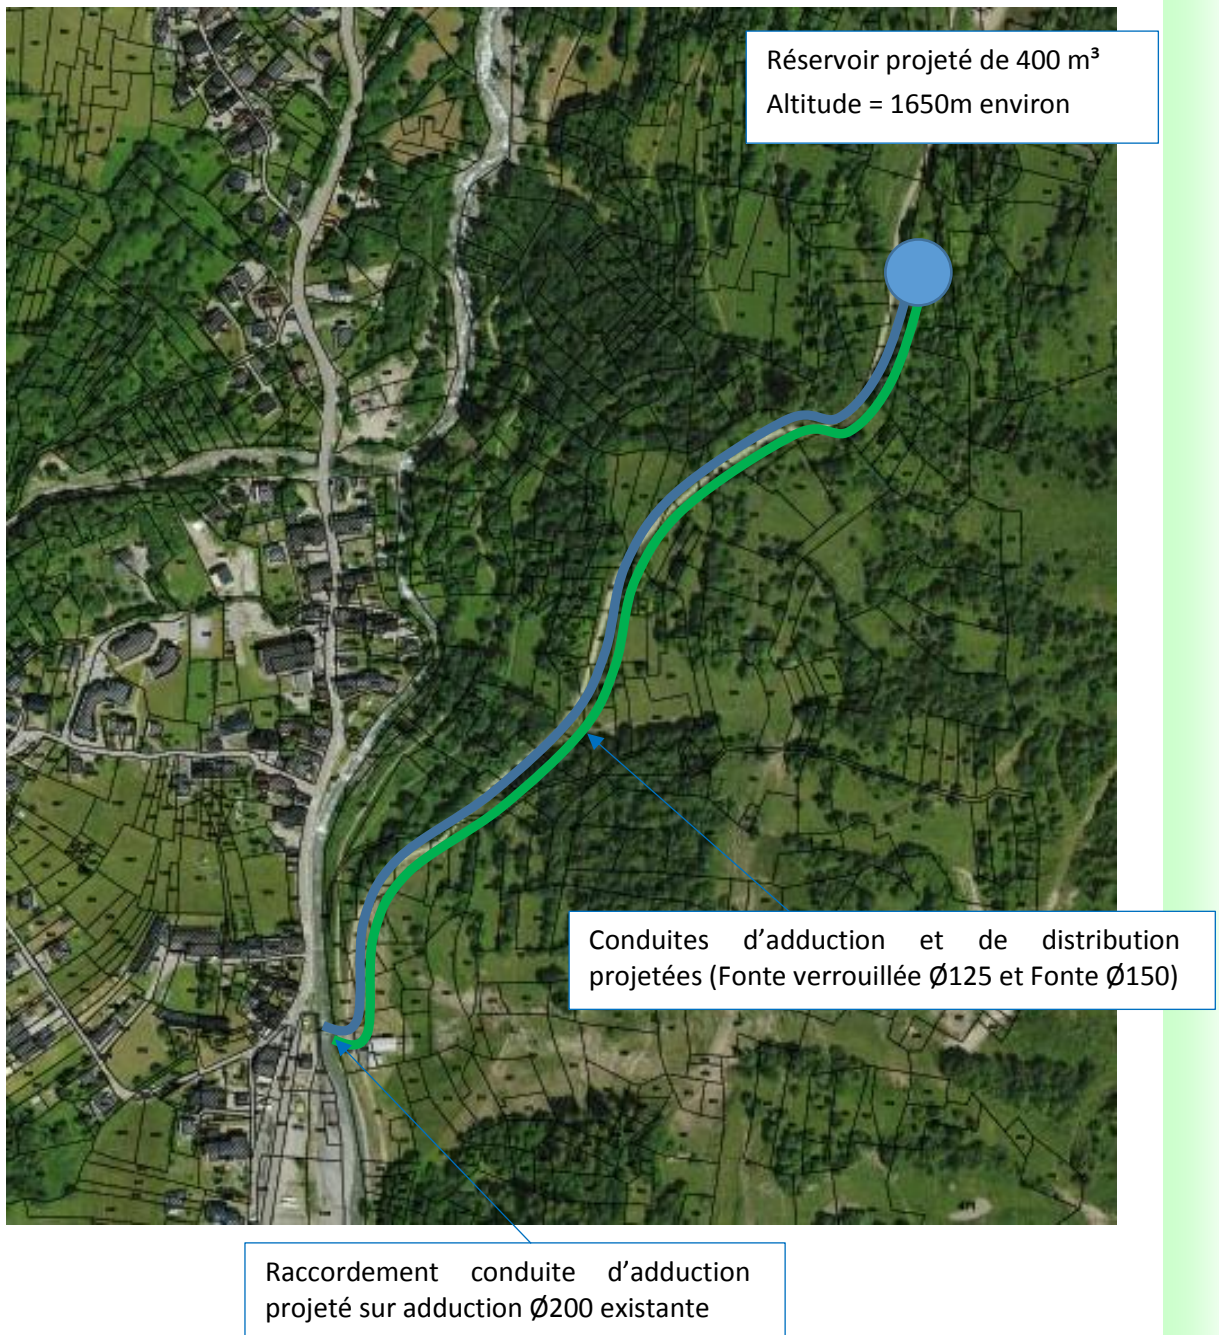 Réservoir projeté de 400 m³
Altitude = 1650m environ
Conduites d'adduction et de distribution
projetées (Fonte verrouillée Ø125 et Fonte Ø150)
Raccordement conduite d'adduction
projeté sur adduction Ø200 existante